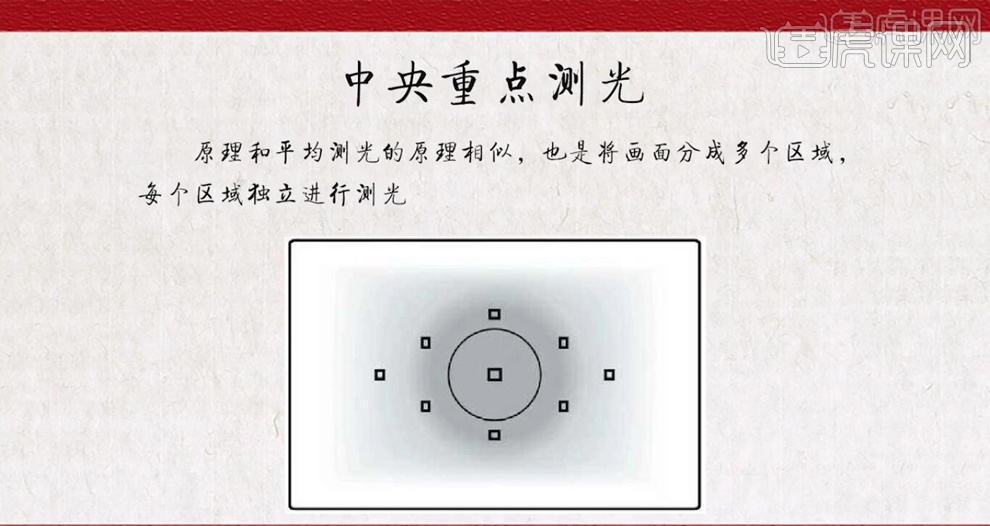 虎课网
中央重点测光
原理和平均测光的原理相似，也是将画面分成多个区域，
每个区域独立进行测光